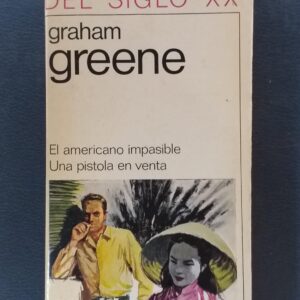 DEL SIGLO XX
graham
greene
El americano impasible
Una pistola en venta